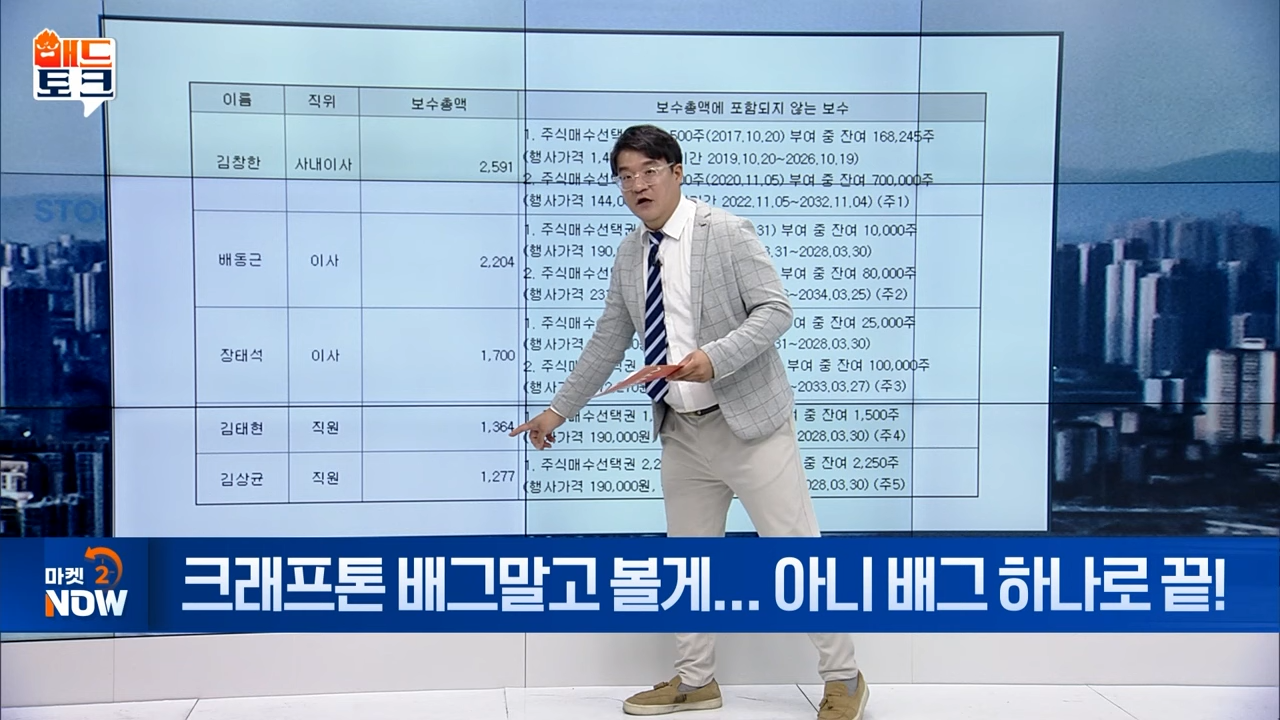 배드
토크
STO
이름 직위 보수총액 보수총액에 포함되지 않는 보수
김창한 사내이사 2,591
1. 주식매수선택 500주(2017.10.20) 부여 중 잔여 168,245주
(행사가격 1,4 기간 2019.10.20~2026.10.19)
2. 주식매수선 0주(2020.11.05) 부여 중 잔여 700,000주
(행사가격 144,0 기간 2022.11.05~2032.11.04) (주1)
배동근 이사 2,204
1. 주식매수선택권 31) 부여 중 잔여 10,000주
(행사가격 190, .31~2028.03.30)
2. 주식매수선 부여 중 잔여 80,000주
(행사가격 23 ~2034.03.25) (주2)
장태석 이사 1,700
1. 주식매수 여 중 잔여 25,000주
(행사가격 31~2028.03.30)
2. 주식매수선택권 부여 중 잔여 100,000주
(행사가격 ~2033.03.27) (주3)
김태현 직원 1,364
매수선택권 1, 여 중 잔여 1,500주
가격 190,000원, 2028.03.30) (주4)
김상균 직원 1,277
1. 주식매수선택권 2,2 중 잔여 2,250주
(행사가격 190,000원, 028.03.30) (주5)
마켓 2
NOW
크래프톤 배그말고 볼게... 아니 배그 하나로 끝!